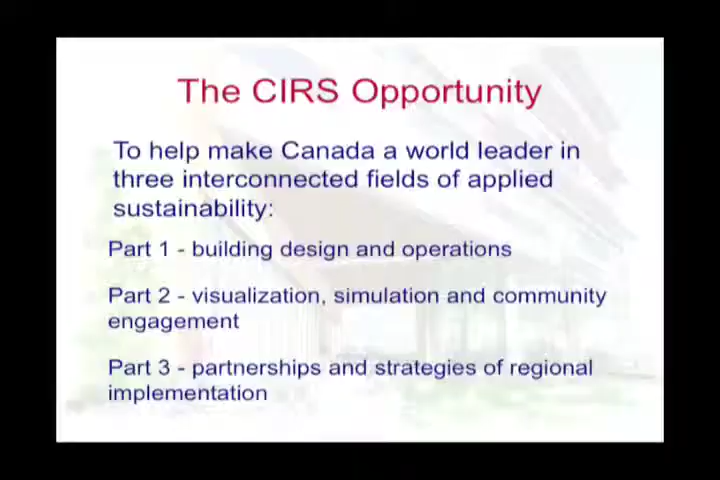 The CIRS Opportunity
To help make Canada a world leader in
three interconnected fields of applied
sustainability:
Part 1 - building design and operations
Part 2 - visualization, simulation and community
engagement
Part 3 - partnerships and strategies of regional
implementation